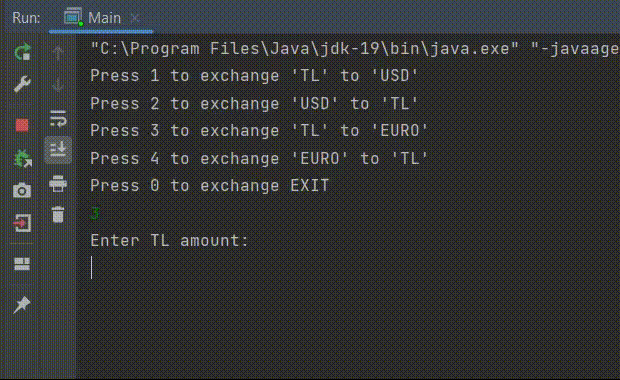 Run: Main
"C:\Program Files\Java\jdk-19\bin\java.exe" "-javaage
Press 1 to exchange 'TL' to 'USD'
Press 2 to exchange 'USD' to 'TL'
Press 3 to exchange 'TL' to 'EURO'
Press 4 to exchange 'EURO' to 'TL'
Press 0 to exchange EXIT
3
Enter TL amount: